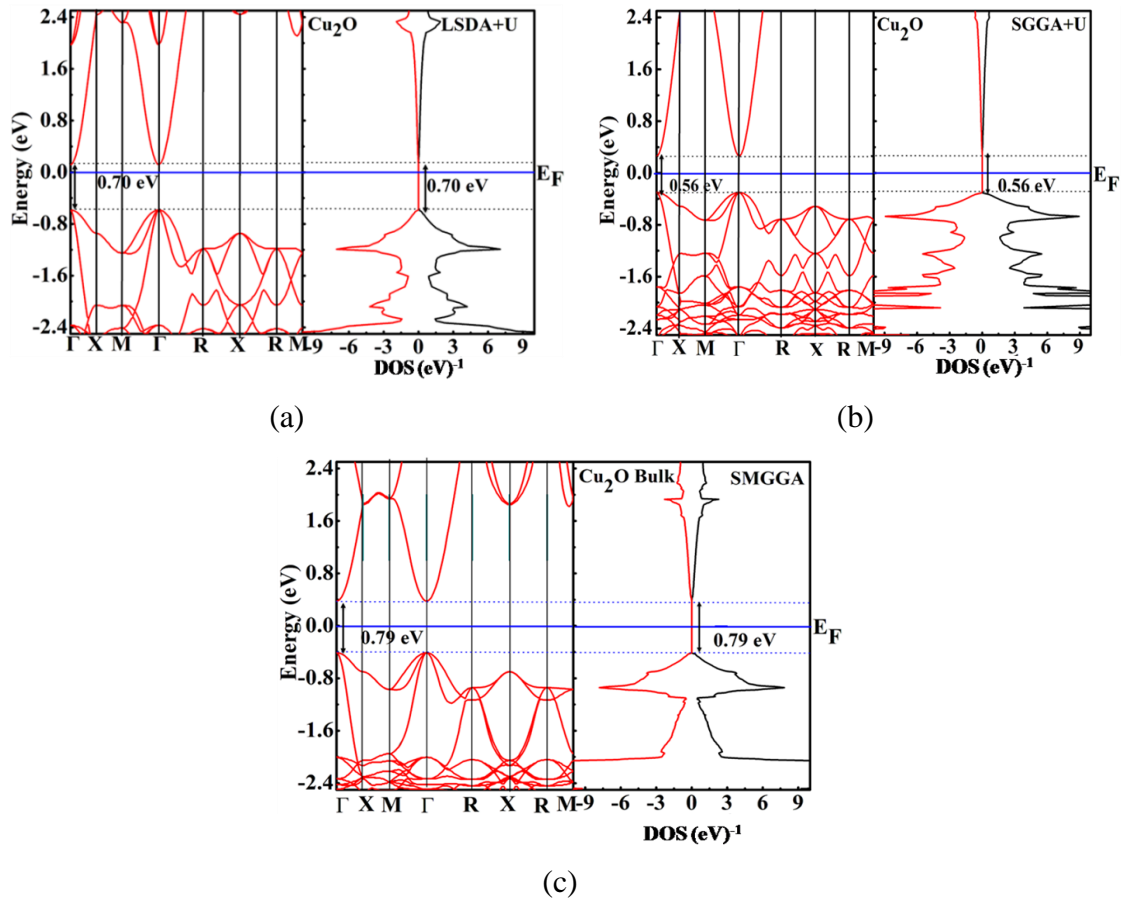 Cu2O LSDA+U
2.4
1.6
0.8
0.0
-0.8
-1.6
-2.4
Energy (eV)
0.70 eV
0.70 eV
EF
Γ X M Γ R X R M
-9 -6 -3 0 3 6 9
DOS (eV)-1
(a)
Cu2O SGGA+U
2.4
1.6
0.8
0.0
-0.8
-1.6
-2.4
Energy(eV)
0.56 eV
0.56 eV
EF
Γ X M Γ R X R M
-9 -6 -3 0 6 9
DOS (eV)-1
(b)
Cu2O Bulk SMGGA
2.4
1.6
0.8
0.0
-0.8
-1.6
-2.4
Energy (eV)
0.79 eV
0.79 eV
EF
Γ X M Γ R X R M
-9 -6 -3 0 3 6 9
DOS (eV)-1
(c)